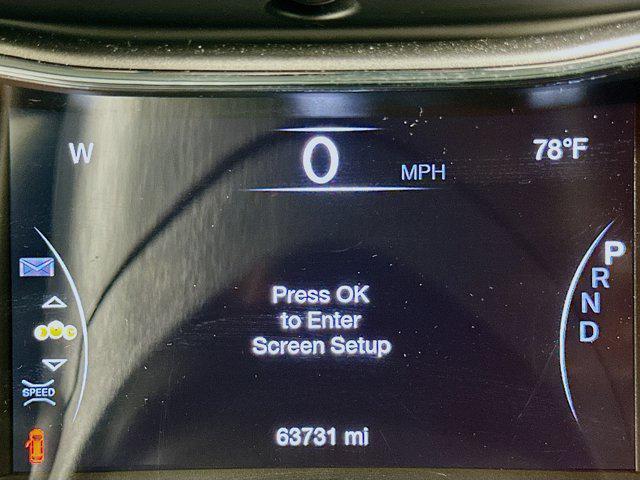 W
0 MPH
78°F
P
R
N
D
Press OK
to Enter
Screen Setup
SPEED
63731 mi